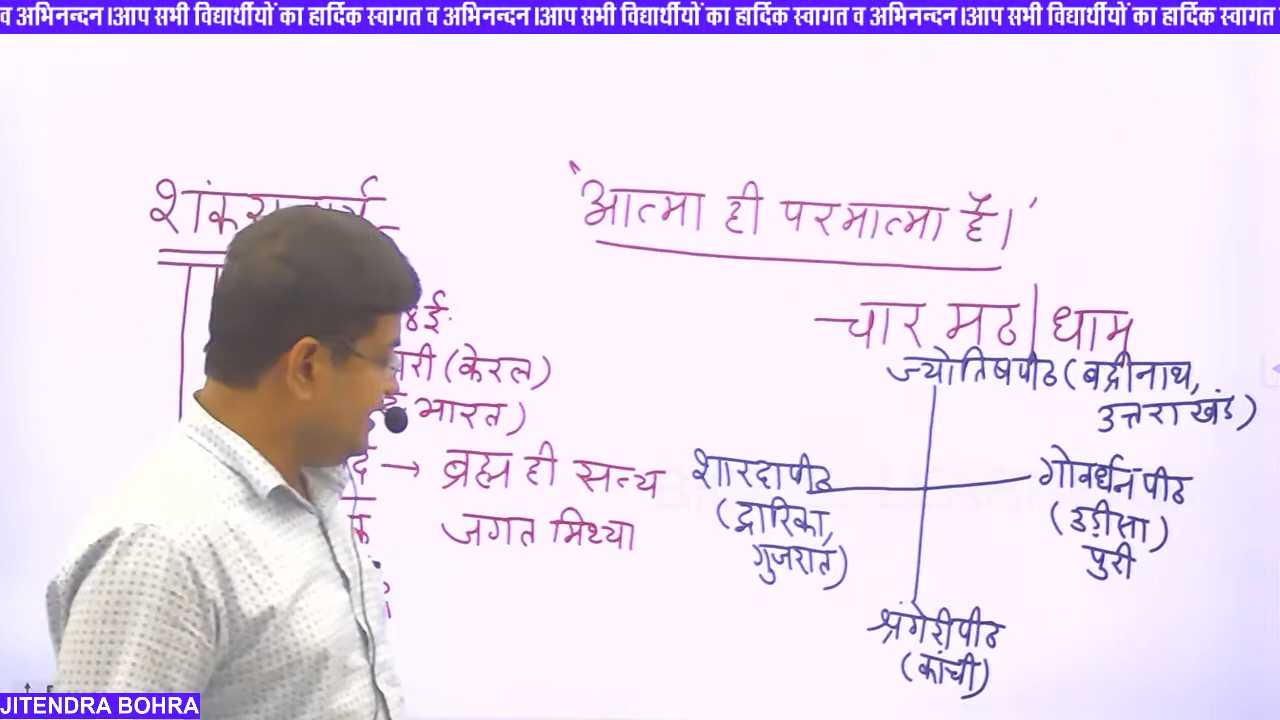 व अभिनन्दन।आप सभी विद्यार्थीयों का हार्दिक स्वागत व अभिनन्दन।आप सभी विद्यार्थीयों का हार्दिक स्वागत व अभिनन्दन।आप सभी विद्यार्थीयों का हार्दिक स्वागत
'आत्मा ही परमात्मा है।'
चार मठ | धाम
ज्योतिषपीठ (बद्रीनाथ,
उत्तराखंड)
(केरल)
भारत)
→ ब्रह्म ही सत्य
जगत मिथ्या
शारदापीठ
(द्वारिका,
गुजरात)
गोवर्धनपीठ
(उड़ीसा)
पुरी
श्रंगेरीपीठ
(कांची)
JITENDRA BOHRA